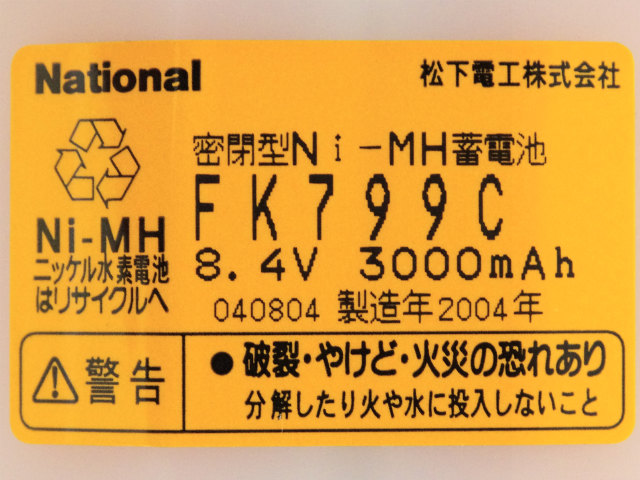 National
松下電工株式会社
密閉型Ni-MH蓄電池
FK799C
8.4V 3000mAh
040804 製造年2004年
Ni-MH
ニッケル水素電池
はリサイクルへ
警告
●破裂・やけど・火災の恐れあり
分解したり火や水に投入しないこと